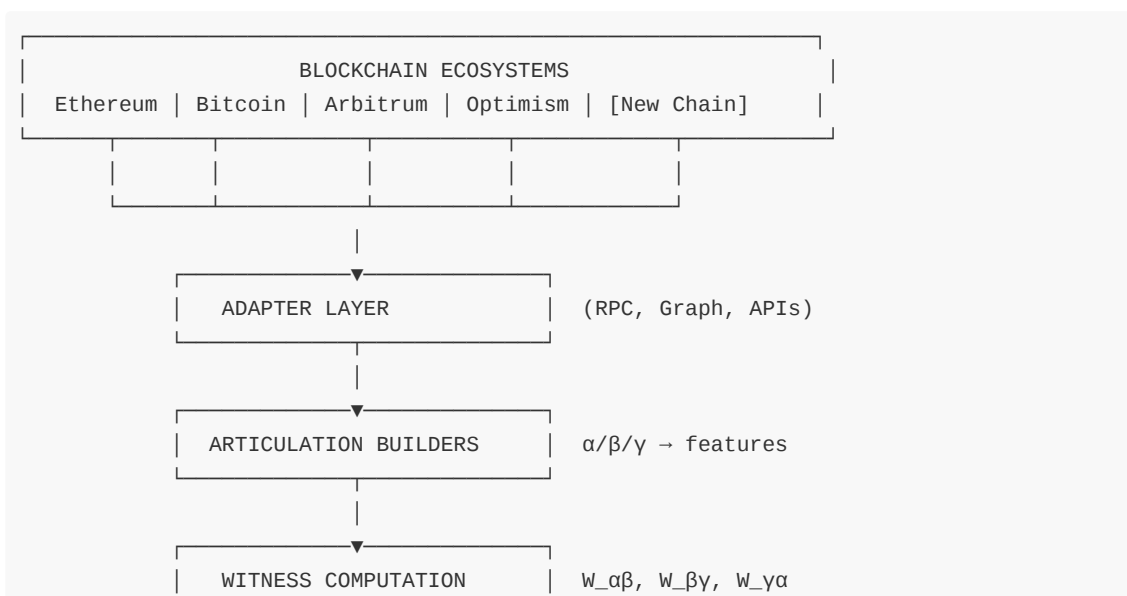 BLOCKCHAIN ECOSYSTEMS
Ethereum │ Bitcoin │ Arbitrum │ Optimism │ [New Chain]
ADAPTER LAYER (RPC, Graph, APIs)
ARTICULATION BUILDERS α/β/γ → features
WITNESS COMPUTATION W_αβ, W_βγ, W_γα